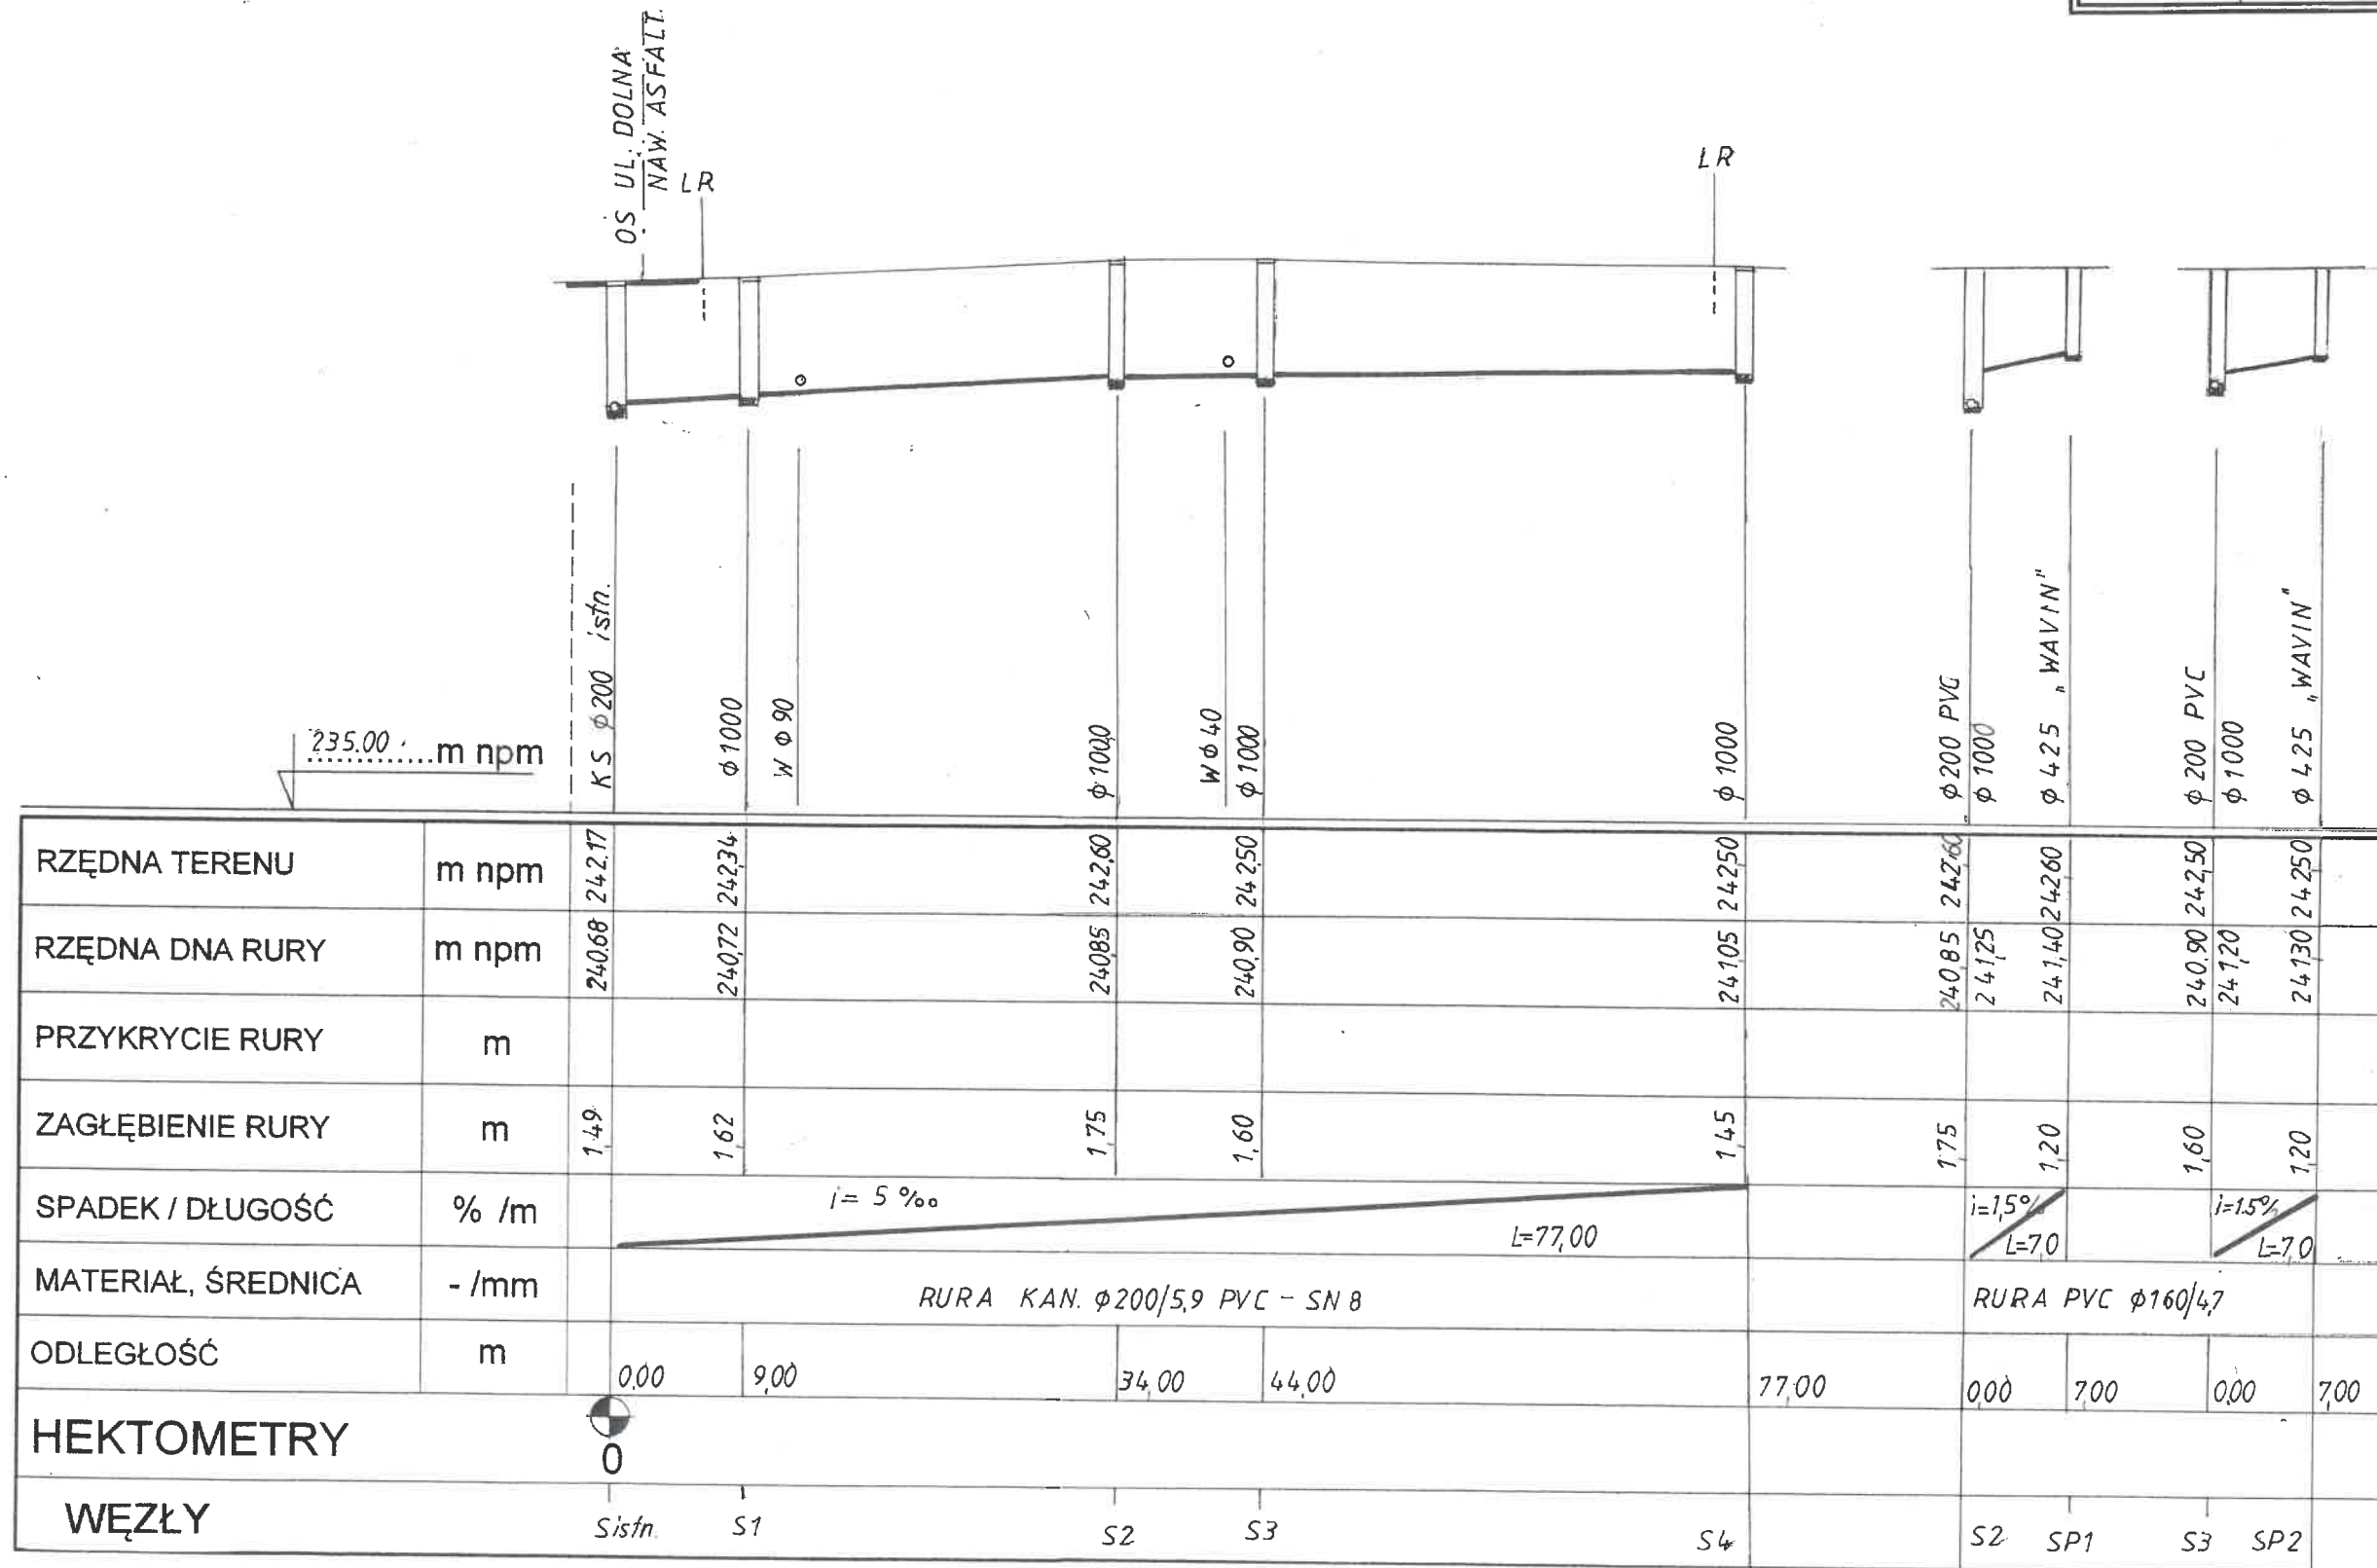 OŚ UL. DOLNA
NAW. ASFALT.
LR
LR
235.00 m npm
KS φ200 istn.
φ1000
W φ 90
φ1000
W φ 40
φ1000
φ1000
φ200 PVC
φ1000
φ425 „WAVIN"
φ200 PVC
φ1000
φ425 „WAVIN"
RZĘDNA TERENU m npm 242.17 242,34 242,60 242,50 242,50 242,60 242,60 242,50 242,50
RZĘDNA DNA RURY m npm 240.68 240,72 240,85 240,90 241,05 240,85 241,25 241,40 240,90 241,20 241,30
PRZYKRYCIE RURY m
ZAGŁĘBIENIE RURY m 1,49 1,62 1,75 1,60 1,45 1,75 1,20 1,60 1,20
SPADEK / DŁUGOŚĆ % /m i= 5 ‰ L=77,00 i=1,5% L=7,0 i=1.5% L=7,0
MATERIAŁ, ŚREDNICA - /mm RURA KAN. φ200/5,9 PVC - SN 8 RURA PVC φ160/4,7
ODLEGŁOŚĆ m 0,00 9,00 34,00 44,00 77,00 0,00 7,00 0,00 7,00
HEKTOMETRY 0
WĘZŁY Sistn. S1 S2 S3 S4 S2 SP1 S3 SP2